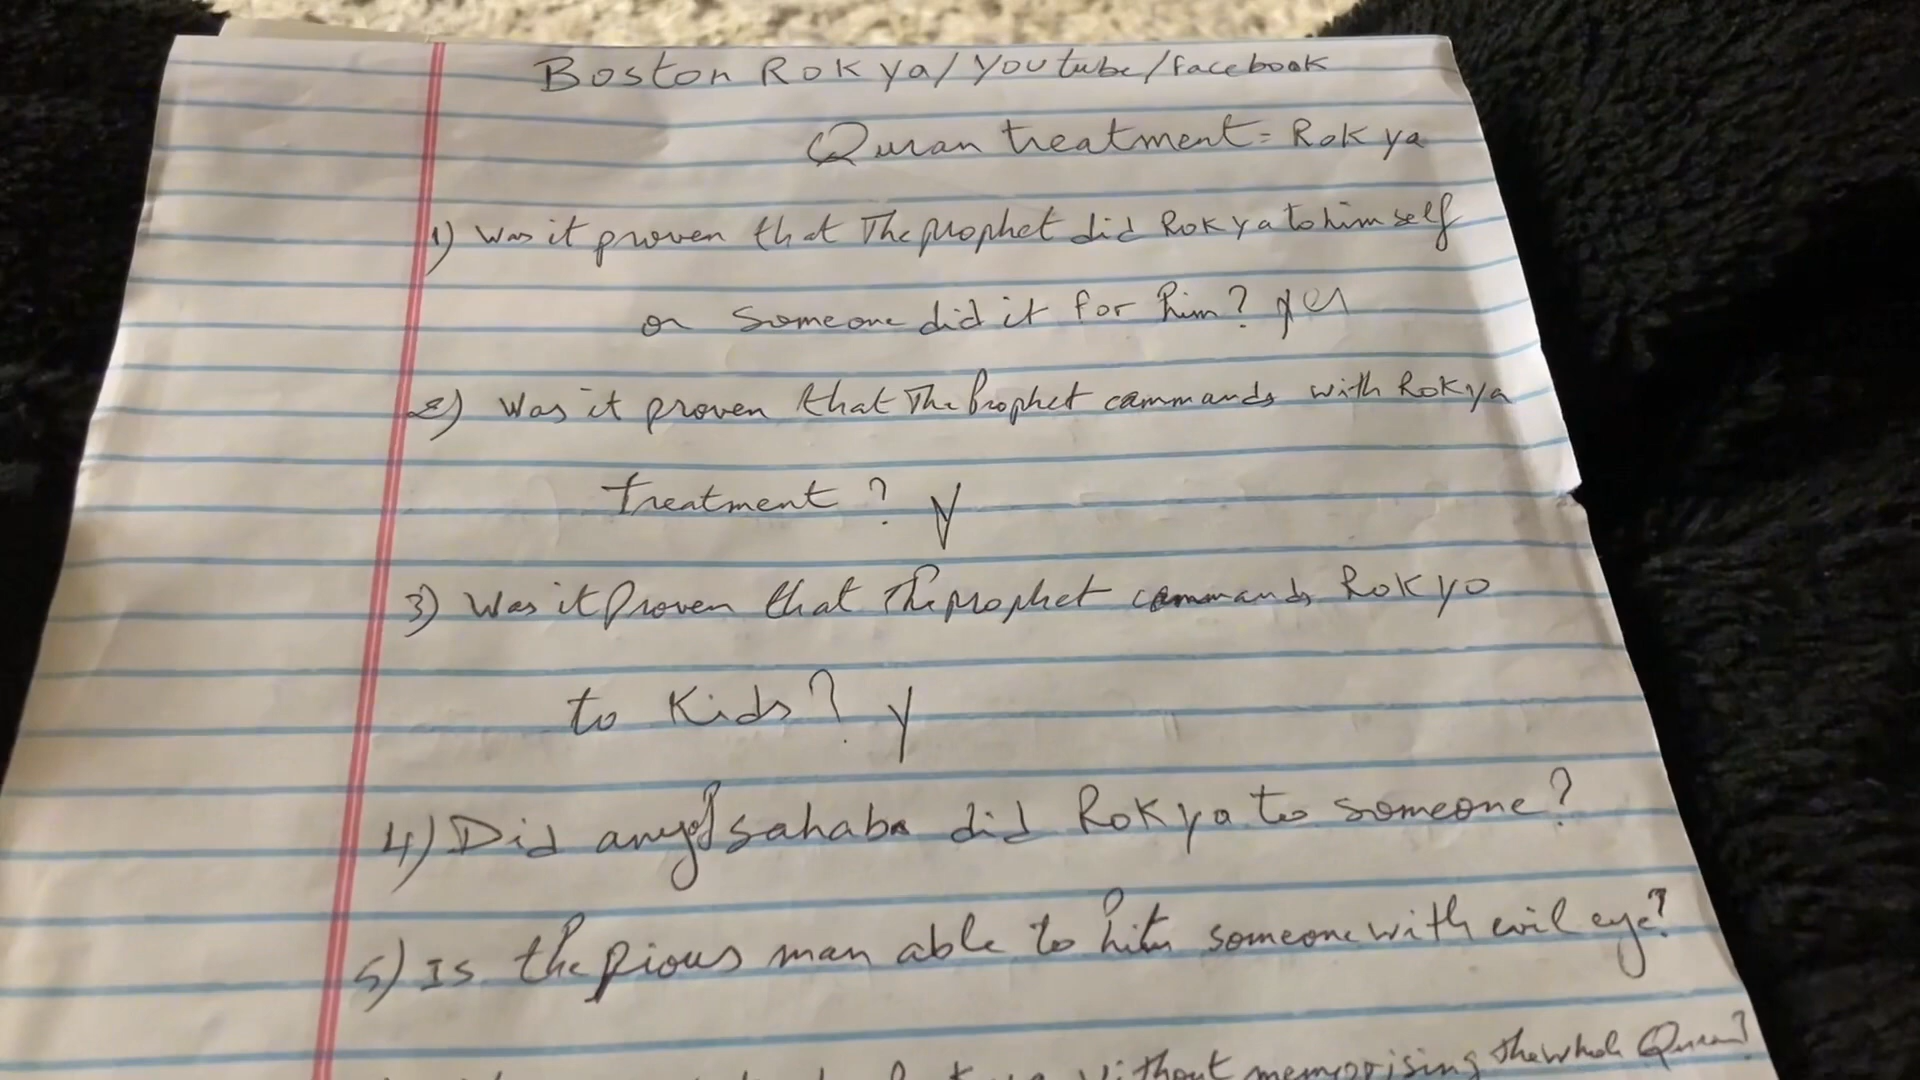 Boston Rokya/Youtube/facebook
Quran treatment = Rokya
1) Was it proven that The prophet did Rokya to himself
or someone did it for him? yes
2) Was it proven that The Prophet commands with Rokya
treatment? y
3) Was it Proven that The prophet commands Rokyo
to Kids? y
4) Did any of sahaba did Rokya to someone?
5) Is the pious man able to someone with evil eye?
without memorising the whole Quran?